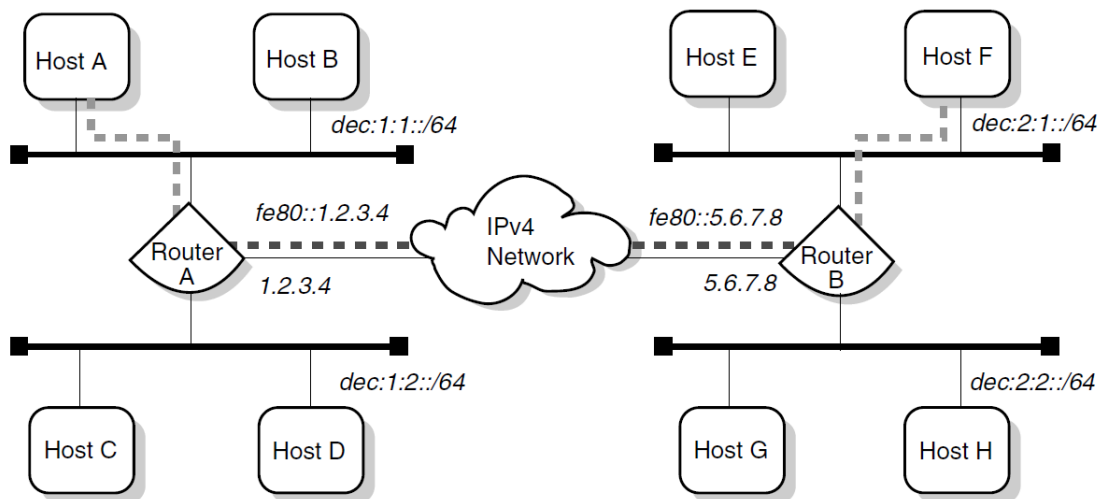 Host A
Host B
Host E
Host F
dec:1:1::/64
dec:2:1::/64
fe80::1.2.3.4
IPv4
Network
fe80::5.6.7.8
Router
A
1.2.3.4
5.6.7.8
Router
B
dec:1:2::/64
dec:2:2::/64
Host C
Host D
Host G
Host H